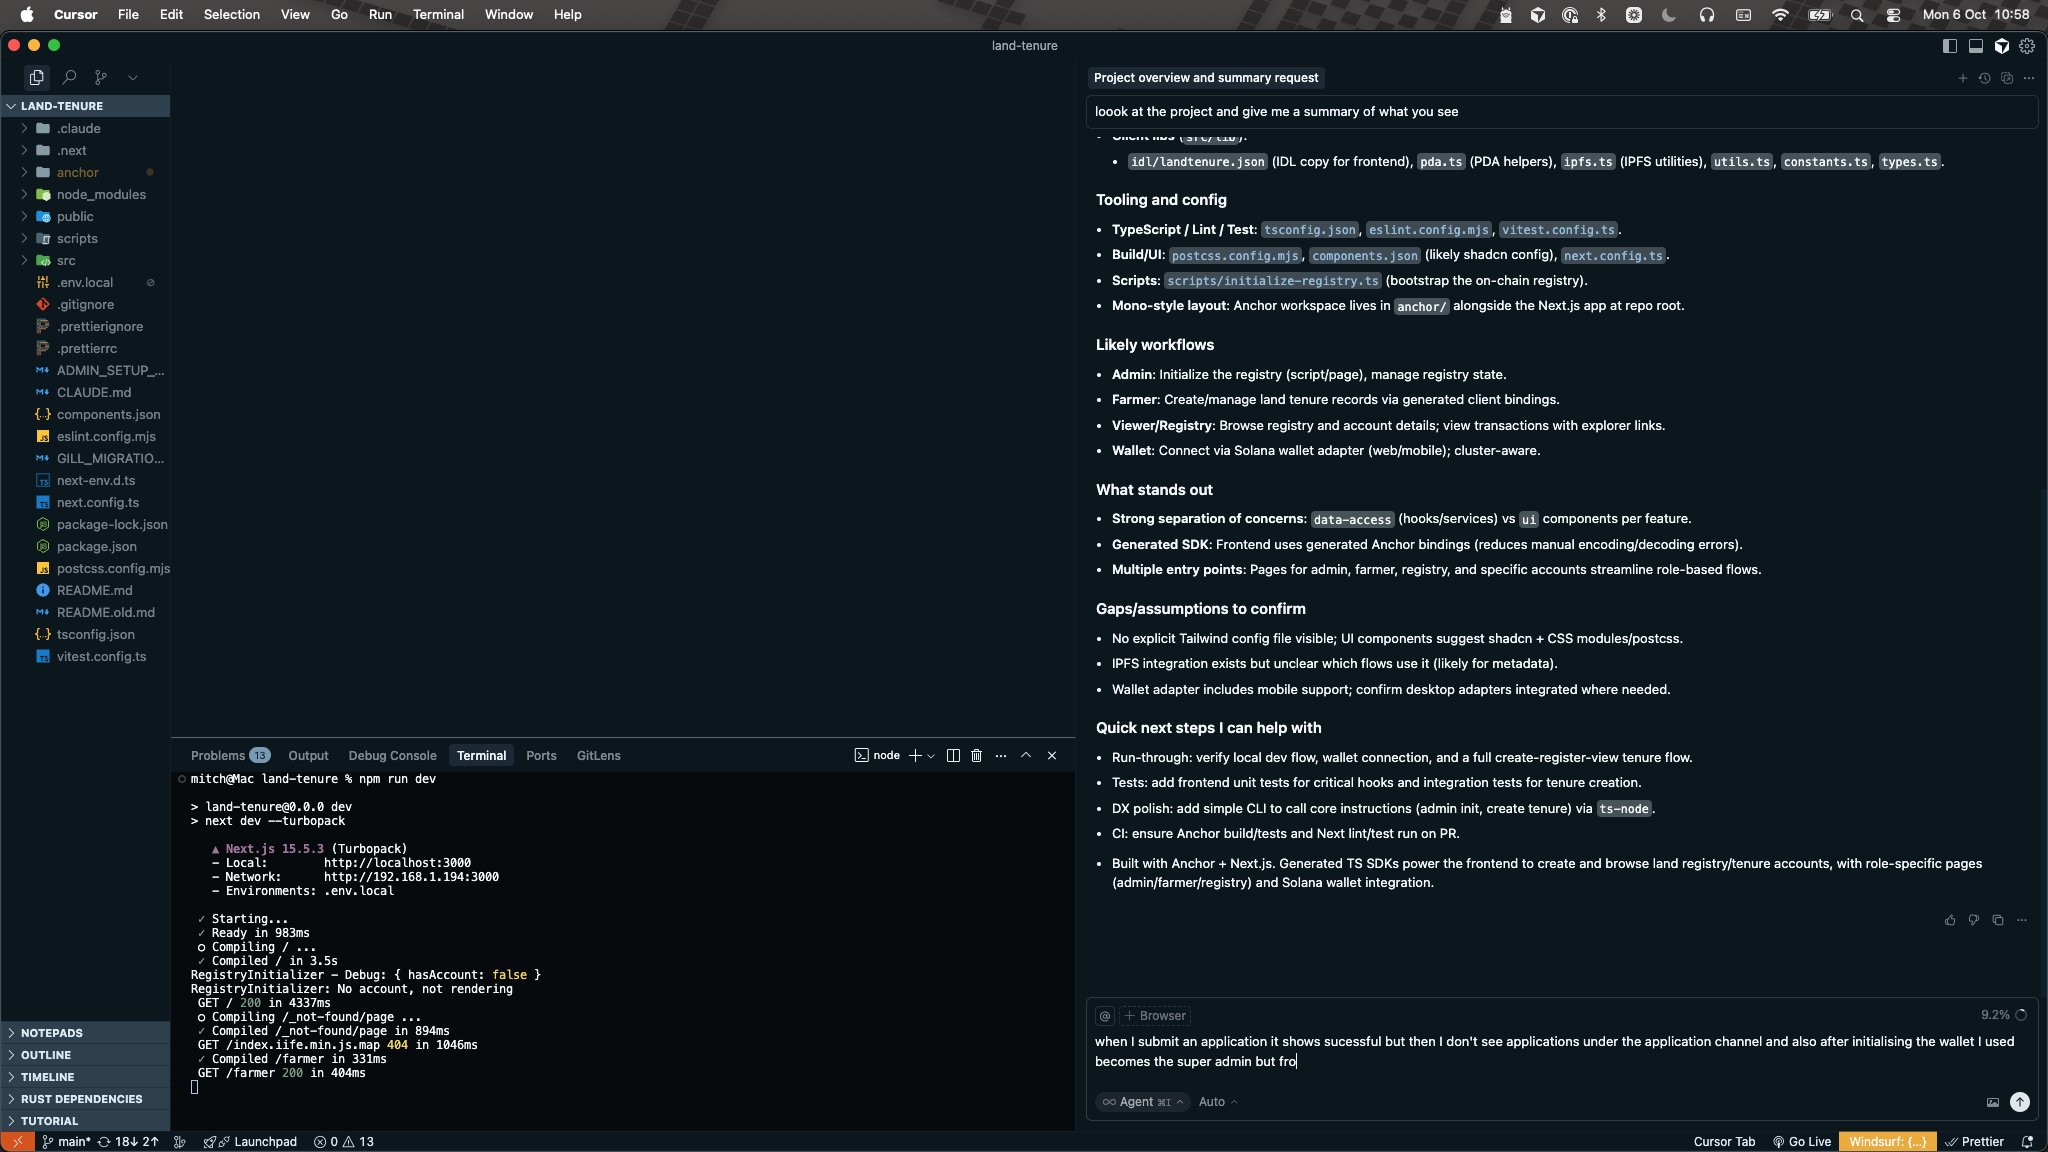 Cursor File Edit Selection View Go Run Terminal Window Help
Mon 6 Oct 10:58
land-tenure
LAND-TENURE
.claude
.next
anchor
node_modules
public
scripts
src
.env.local
.gitignore
.prettierignore
.prettierrc
ADMIN_SETUP_...
CLAUDE.md
components.json
eslint.config.mjs
GILL_MIGRATIO...
next-env.d.ts
next.config.ts
package-lock.json
package.json
postcss.config.mjs
README.md
README.old.md
tsconfig.json
vitest.config.ts
NOTEPADS
OUTLINE
TIMELINE
RUST DEPENDENCIES
TUTORIAL
Problems 13 Output Debug Console Terminal Ports GitLens
node
mitch@Mac land-tenure % npm run dev
> land-tenure@0.0.0 dev
> next dev --turbopack
▲ Next.js 15.5.3 (Turbopack)
- Local: http://localhost:3000
- Network: http://192.168.1.194:3000
- Environments: .env.local
✓ Starting...
✓ Ready in 983ms
○ Compiling / ...
✓ Compiled / in 3.5s
RegistryInitializer - Debug: { hasAccount: false }
RegistryInitializer: No account, not rendering
GET / 200 in 4337ms
○ Compiling /_not-found/page ...
✓ Compiled /_not-found/page in 894ms
GET /index.iife.min.js.map 404 in 1046ms
✓ Compiled /farmer in 331ms
GET /farmer 200 in 404ms
Project overview and summary request
loook at the project and give me a summary of what you see
Client libs (src/lib):
• idl/landtenure.json (IDL copy for frontend), pda.ts (PDA helpers), ipfs.ts (IPFS utilities), utils.ts, constants.ts, types.ts.
Tooling and config
• TypeScript / Lint / Test: tsconfig.json, eslint.config.mjs, vitest.config.ts.
• Build/UI: postcss.config.mjs, components.json (likely shadcn config), next.config.ts.
• Scripts: scripts/initialize-registry.ts (bootstrap the on-chain registry).
• Mono-style layout: Anchor workspace lives in anchor/ alongside the Next.js app at repo root.
Likely workflows
• Admin: Initialize the registry (script/page), manage registry state.
• Farmer: Create/manage land tenure records via generated client bindings.
• Viewer/Registry: Browse registry and account details; view transactions with explorer links.
• Wallet: Connect via Solana wallet adapter (web/mobile); cluster-aware.
What stands out
• Strong separation of concerns: data-access (hooks/services) vs ui components per feature.
• Generated SDK: Frontend uses generated Anchor bindings (reduces manual encoding/decoding errors).
• Multiple entry points: Pages for admin, farmer, registry, and specific accounts streamline role-based flows.
Gaps/assumptions to confirm
• No explicit Tailwind config file visible; UI components suggest shadcn + CSS modules/postcss.
• IPFS integration exists but unclear which flows use it (likely for metadata).
• Wallet adapter includes mobile support; confirm desktop adapters integrated where needed.
Quick next steps I can help with
• Run-through: verify local dev flow, wallet connection, and a full create-register-view tenure flow.
• Tests: add frontend unit tests for critical hooks and integration tests for tenure creation.
• DX polish: add simple CLI to call core instructions (admin init, create tenure) via ts-node.
• CI: ensure Anchor build/tests and Next lint/test run on PR.
• Built with Anchor + Next.js. Generated TS SDKs power the frontend to create and browse land registry/tenure accounts, with role-specific pages
(admin/farmer/registry) and Solana wallet integration.
@ + Browser 9.2%
when I submit an application it shows sucessful but then I don't see applications under the application channel and also after initialising the wallet I used
becomes the super admin but fro
∞ Agent ⌘I Auto
main* 18↓ 2↑ Launchpad 0 13
Cursor Tab Go Live Windsurf: {...} Prettier